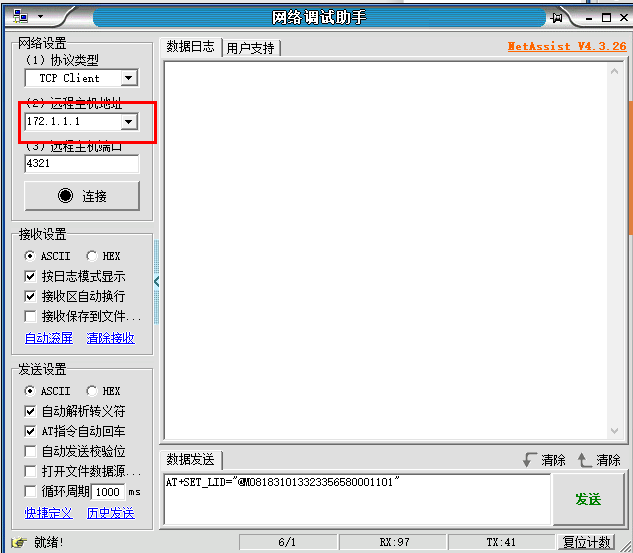 网络调试助手
网络设置
(1) 协议类型
TCP Client
(2) 远程主机地址
172.1.1.1
(3) 远程主机端口
4321
连接
接收设置
ASCII HEX
按日志模式显示
接收区自动换行
接收保存到文件...
自动滚屏 清除接收
发送设置
ASCII HEX
自动解析转义符
AT指令自动回车
自动发送校验位
打开文件数据源...
循环周期 1000 ms
快捷定义 历史发送
数据日志 用户支持
NetAssist V4.3.26
数据发送 清除 清除
AT+SET_LID="@M081831013323356580001101"
发送
就绪! 6/1 RX:97 TX:41 复位计数